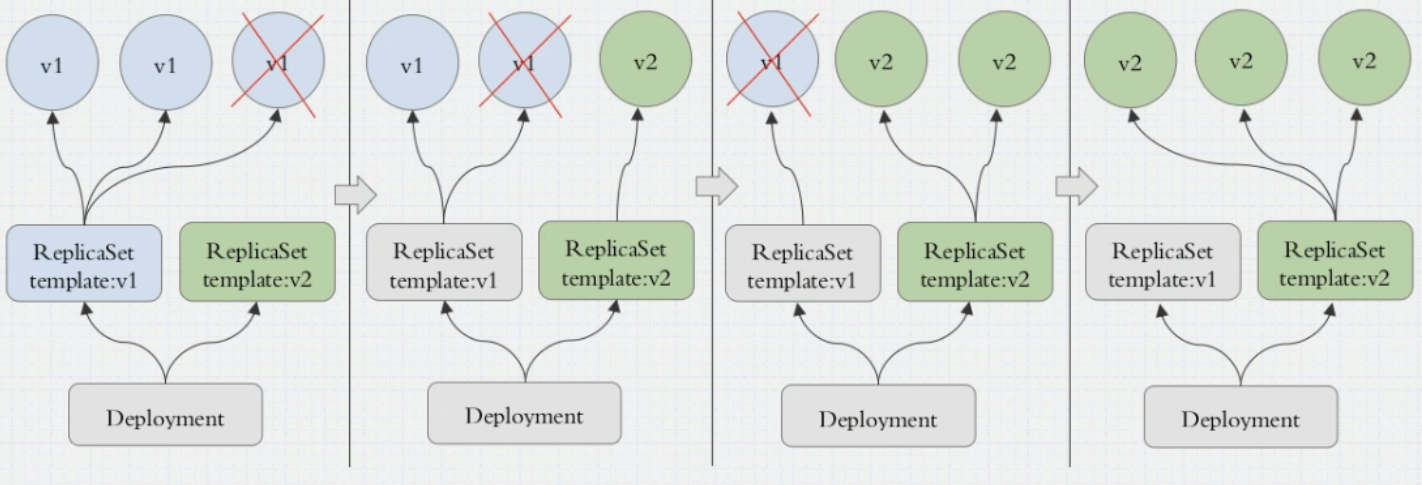 v1
v1
v1
ReplicaSet
template:v1
ReplicaSet
template:v2
Deployment
v1
v1
v2
ReplicaSet
template:v1
ReplicaSet
template:v2
Deployment
v1
v2
v2
ReplicaSet
template:v1
ReplicaSet
template:v2
Deployment
v2
v2
v2
ReplicaSet
template:v1
ReplicaSet
template:v2
Deployment